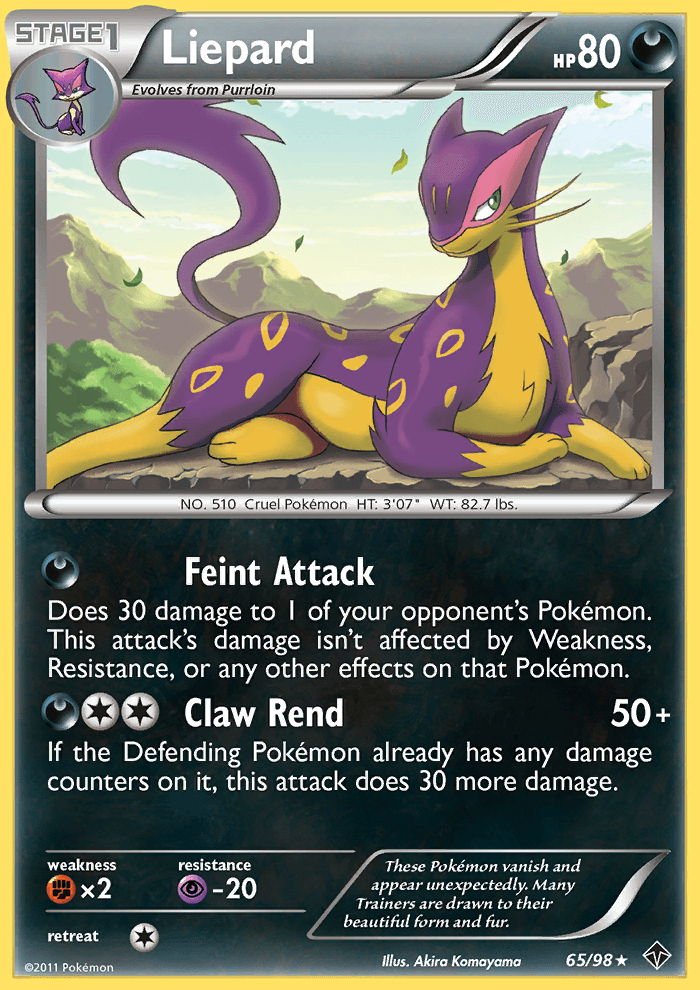 STAGE1
Liepard
HP80
Evolves from Purrloin
NO. 510 Cruel Pokémon HT: 3'07" WT: 82.7 lbs.
Feint Attack
Does 30 damage to 1 of your opponent's Pokémon.
This attack's damage isn't affected by Weakness,
Resistance, or any other effects on that Pokémon.
Claw Rend 50+
If the Defending Pokémon already has any damage
counters on it, this attack does 30 more damage.
weakness
×2
resistance
-20
retreat
These Pokémon vanish and
appear unexpectedly. Many
Trainers are drawn to their
beautiful form and fur.
©2011 Pokémon
Illus. Akira Komayama
65/98 ★